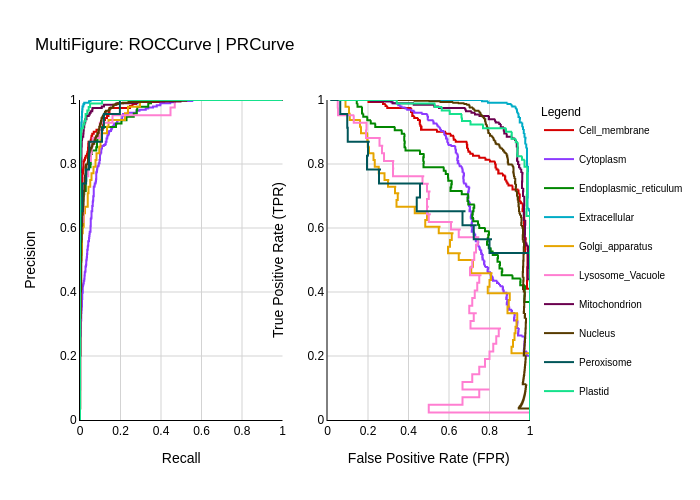 MultiFigure: ROCCurve | PRCurve
Precision
1
0.8
0.6
0.4
0.2
0
0 0.2 0.4 0.6 0.8 1
Recall
True Positive Rate (TPR)
1
0.8
0.6
0.4
0.2
0
0 0.2 0.4 0.6 0.8 1
False Positive Rate (FPR)
Legend
Cell_membrane
Cytoplasm
Endoplasmic_reticulum
Extracellular
Golgi_apparatus
Lysosome_Vacuole
Mitochondrion
Nucleus
Peroxisome
Plastid